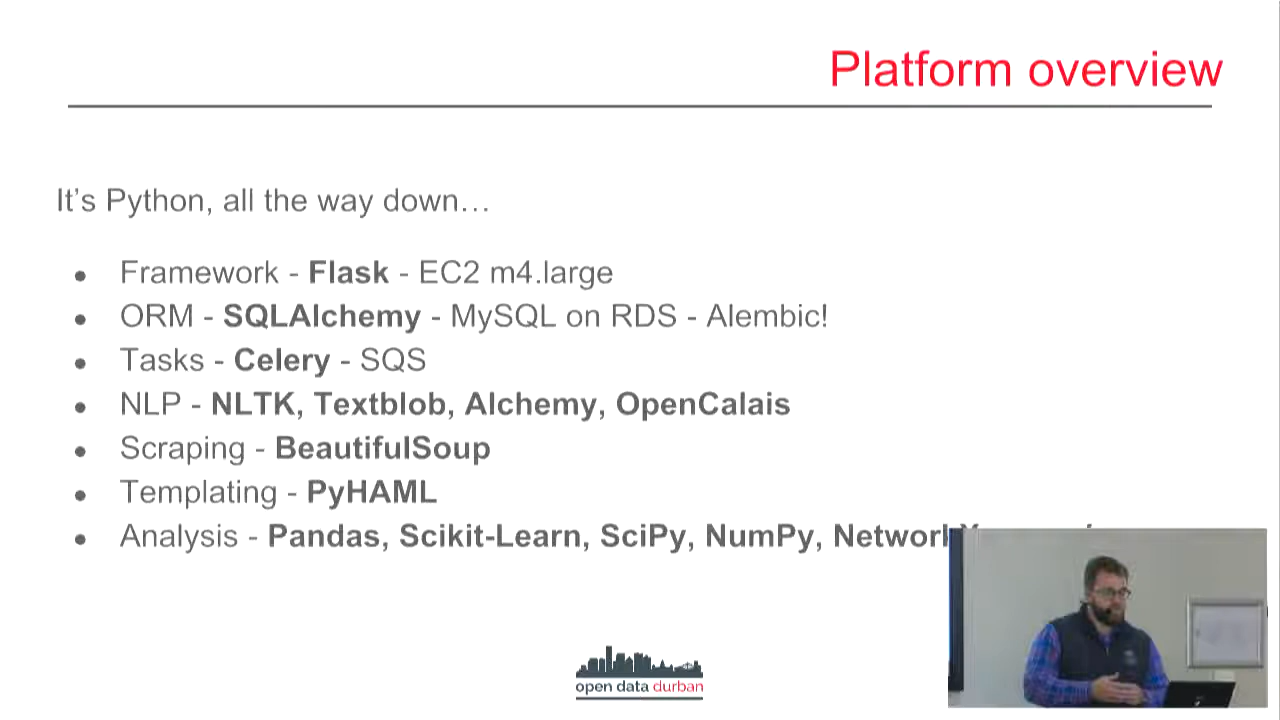 Platform overview
It’s Python, all the way down…
● Framework - Flask - EC2 m4.large
● ORM - SQLAlchemy - MySQL on RDS - Alembic!
● Tasks - Celery - SQS
● NLP - NLTK, Textblob, Alchemy, OpenCalais
● Scraping - BeautifulSoup
● Templating - PyHAML
● Analysis - Pandas, Scikit-Learn, SciPy, NumPy,
open data durban